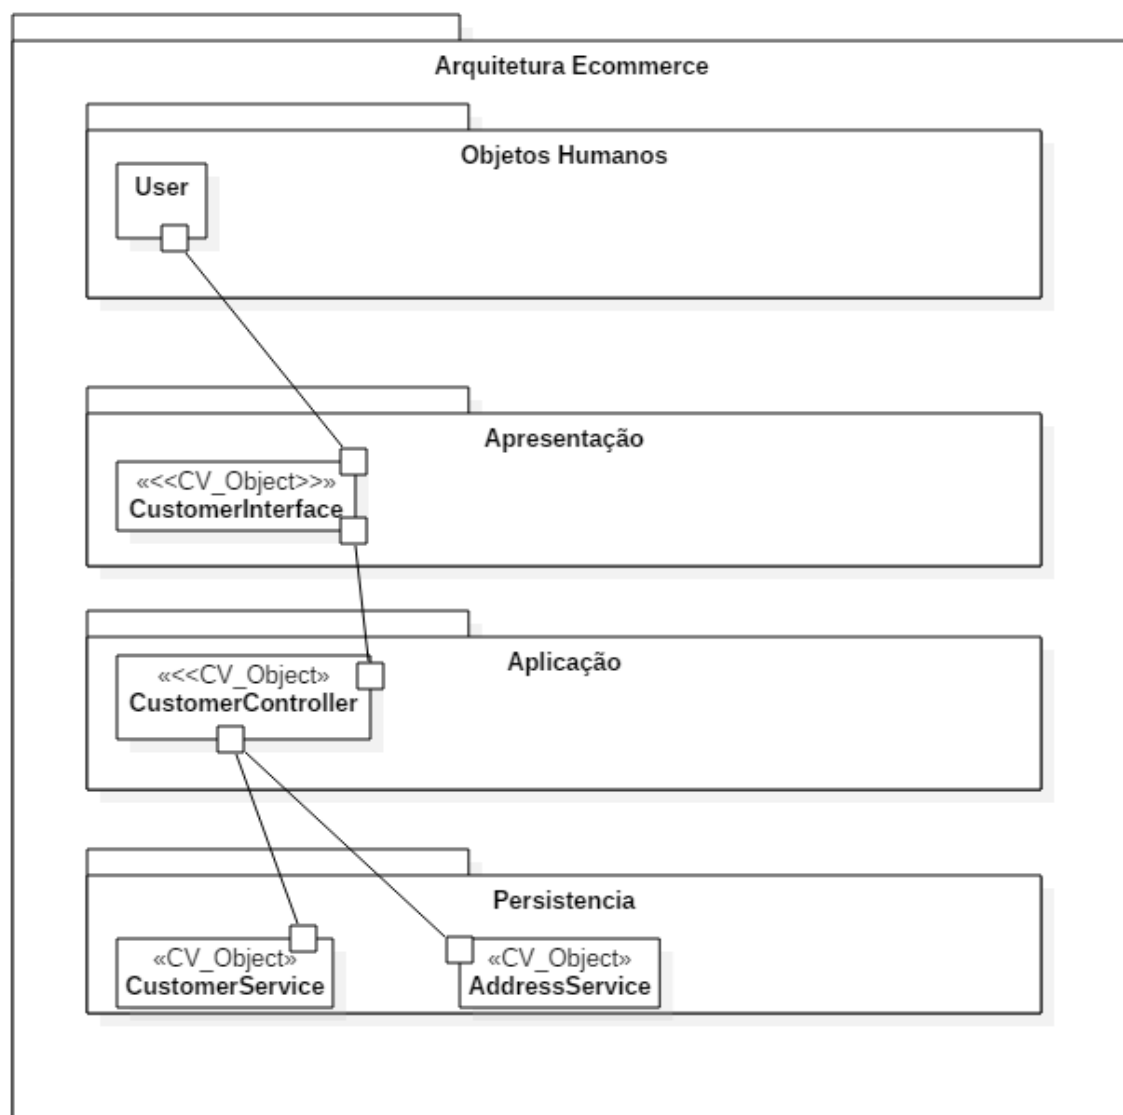 Arquitetura Ecommerce
Objetos Humanos
User
Apresentação
«<<CV_Object>>»
CustomerInterface
Aplicação
«<<CV_Object»
CustomerController
Persistencia
«CV_Object»
CustomerService
«CV_Object»
AddressService